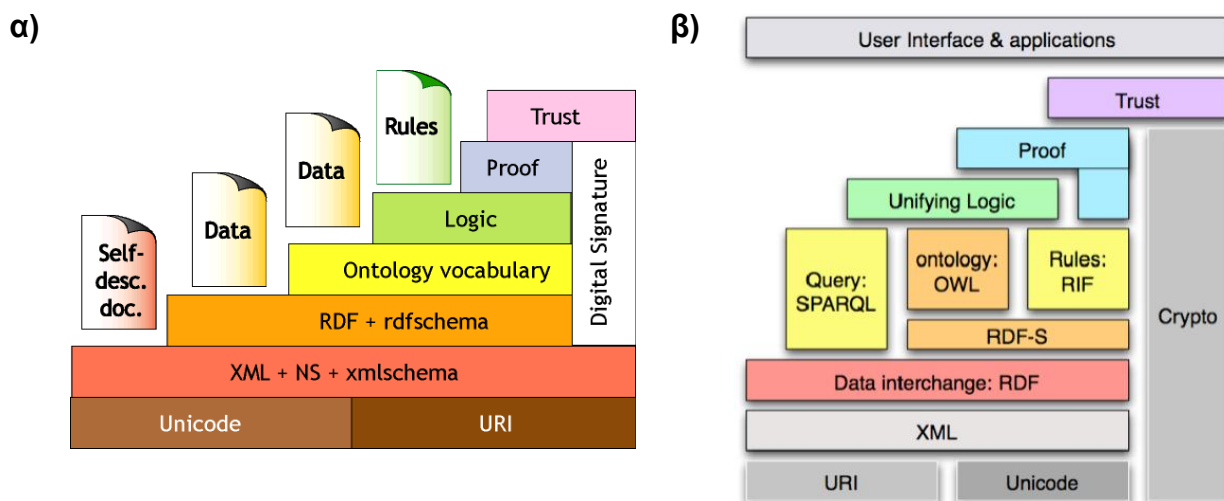 α)
Rules
Trust
Data
Proof
Data
Logic
Self-
desc.
doc.
Ontology vocabulary
Digital Signature
RDF + rdfschema
XML + NS + xmlschema
Unicode
URI
β)
User Interface & applications
Trust
Proof
Unifying Logic
Query:
SPARQL
ontology:
OWL
Rules:
RIF
Crypto
RDF-S
Data interchange: RDF
XML
URI
Unicode